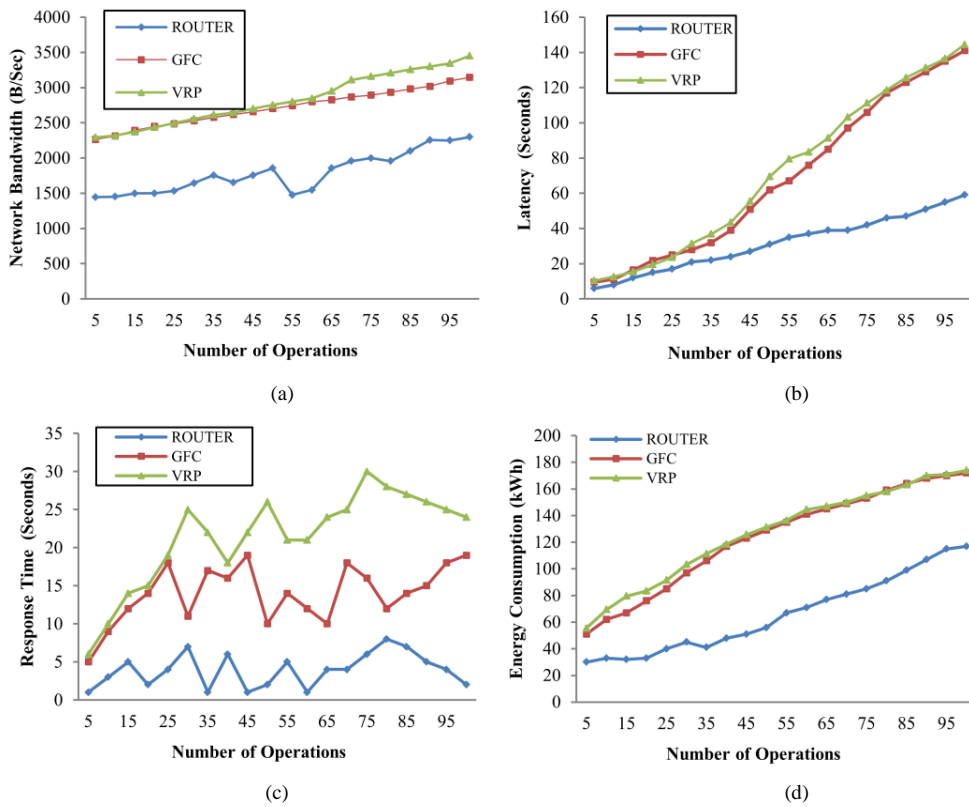 Network Bandwidth (B/Sec)
4000
3500
3000
2500
2000
1500
1000
500
0
ROUTER
GFC
VRP
5 15 25 35 45 55 65 75 85 95
Number of Operations
(a)
Latency (Seconds)
160
140
120
100
80
60
40
20
0
ROUTER
GFC
VRP
5 15 25 35 45 55 65 75 85 95
Number of Operations
(b)
Response Time (Seconds)
35
30
25
20
15
10
5
0
ROUTER
GFC
VRP
5 15 25 35 45 55 65 75 85 95
Number of Operations
(c)
Energy Consumption (kWh)
200
180
160
140
120
100
80
60
40
20
0
ROUTER
GFC
VRP
5 15 25 35 45 55 65 75 85 95
Number of Operations
(d)